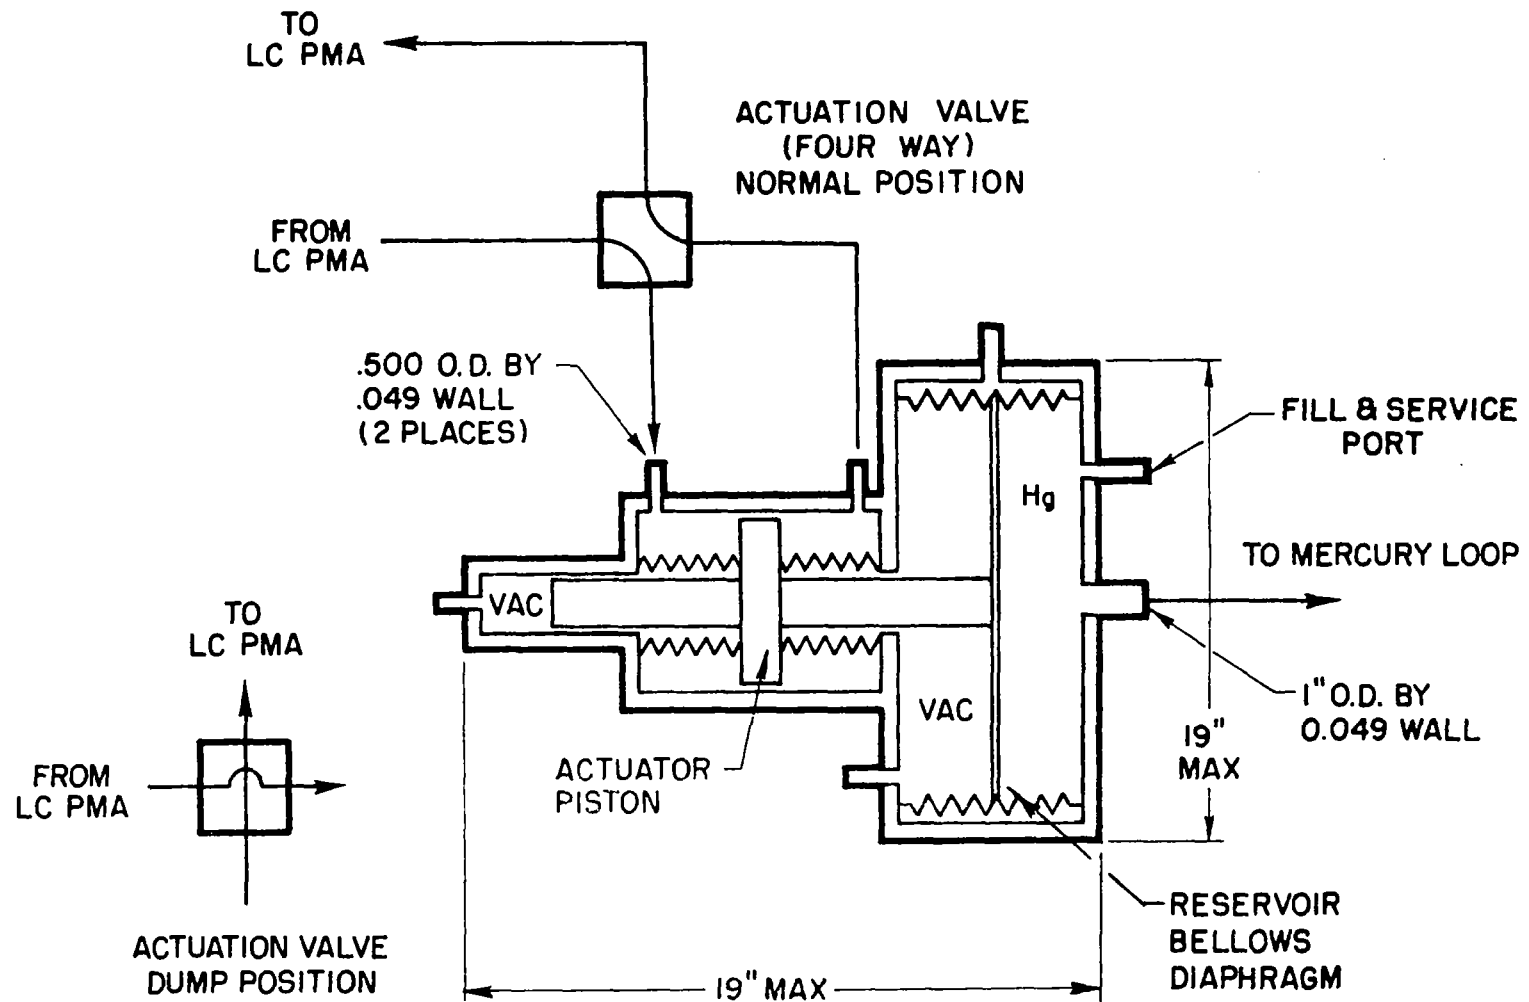 TO
LC PMA
ACTUATION VALVE
(FOUR WAY)
NORMAL POSITION
FROM
LC PMA
.500 O.D. BY
.049 WALL
(2 PLACES)
FILL & SERVICE
PORT
Hg
TO MERCURY LOOP
VAC
TO
LC PMA
VAC
1" O.D. BY
0.049 WALL
19"
MAX
FROM
LC PMA
ACTUATOR
PISTON
RESERVOIR
BELLOWS
DIAPHRAGM
ACTUATION VALVE
DUMP POSITION
19" MAX